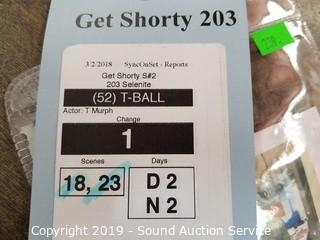 Get Shorty 203
3/2/2018 SyncOnSet - Reports
Get Shorty S#2
203 Selenite
(52) T-BALL
Actor: T Murph
Change
1
Scenes
Days
18, 23
D 2
N 2
Copyright 2019 - Sound Auction Service